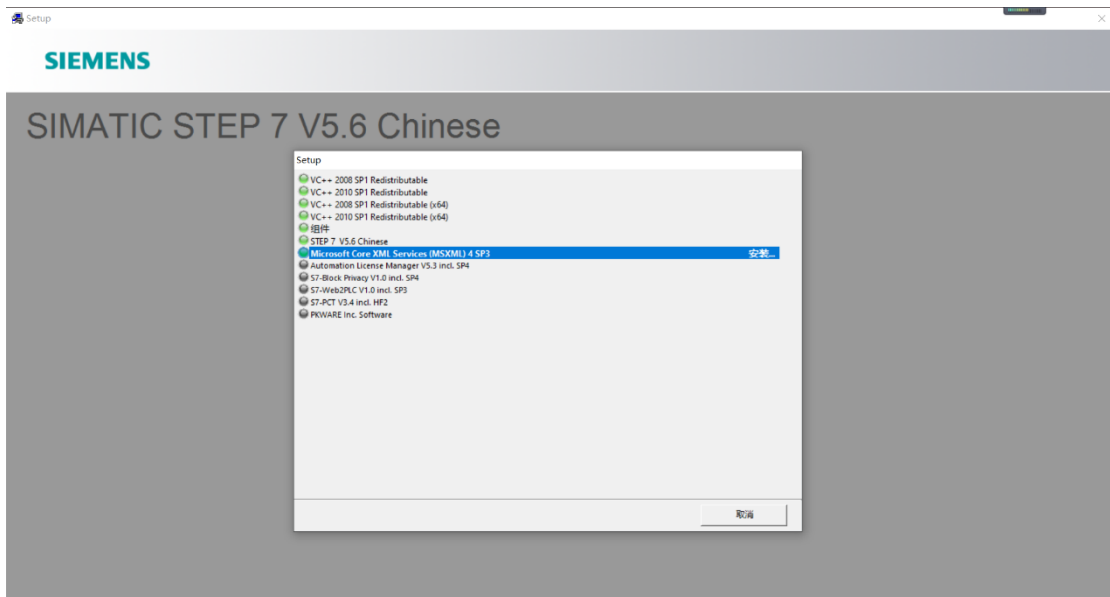 Setup
SIEMENS
SIMATIC STEP 7 V5.6 Chinese
Setup
VC++ 2008 SP1 Redistributable
VC++ 2010 SP1 Redistributable
VC++ 2008 SP1 Redistributable (x64)
VC++ 2010 SP1 Redistributable (x64)
组件
STEP 7 V5.6 Chinese
Microsoft Core XML Services (MSXML) 4 SP3 安装...
Automation License Manager V5.3 incl. SP4
S7-Block Privacy V1.0 incl. SP4
S7-Web2PLC V1.0 incl. SP3
S7-PCT V3.4 incl. HF2
PKWARE Inc. Software
取消